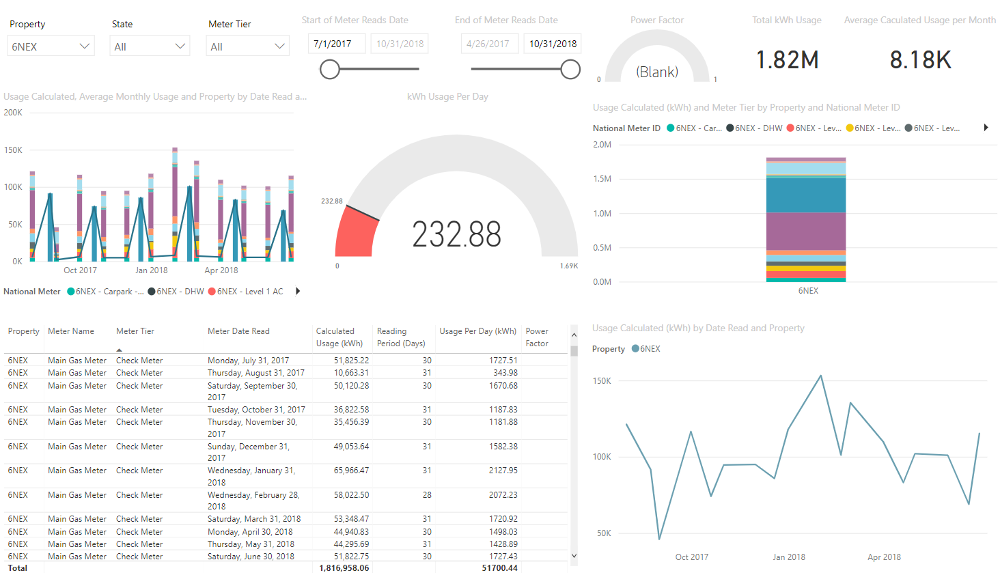 Property
State
Meter Tier
Start of Meter Reads Date
End of Meter Reads Date
Power Factor
Total kWh Usage
Average Caculated Usage per Month
6NEX
All
All
7/1/2017
10/31/2018
4/26/2017
10/31/2018
(Blank)
0
1
1.82M
8.18K
Usage Calculated, Average Monthly Usage and Property by Date Read a...
200K
150K
100K
50K
0K
Oct 2017
Jan 2018
Apr 2018
National Meter
6NEX - Carpark -...
6NEX - DHW
6NEX - Level 1 AC
kWh Usage Per Day
232.88
232.88
0
1.69K
Usage Calculated (kWh) and Meter Tier by Property and National Meter ID
National Meter ID
6NEX - Car...
6NEX - DHW
6NEX - Lev...
6NEX - Lev...
6NEX - Lev...
2.0M
1.5M
1.0M
0.5M
0.0M
6NEX
Property Meter Name Meter Tier Meter Date Read Calculated Usage (kWh) Reading Period (Days) Usage Per Day (kWh) Power Factor
6NEX Main Gas Meter Check Meter Monday, July 31, 2017 51,825.22 30 1727.51
6NEX Main Gas Meter Check Meter Thursday, August 31, 2017 10,663.31 31 343.98
6NEX Main Gas Meter Check Meter Saturday, September 30, 2017 50,120.28 30 1670.68
6NEX Main Gas Meter Check Meter Tuesday, October 31, 2017 36,822.58 31 1187.83
6NEX Main Gas Meter Check Meter Thursday, November 30, 2017 35,456.39 30 1181.88
6NEX Main Gas Meter Check Meter Sunday, December 31, 2017 49,053.64 31 1582.38
6NEX Main Gas Meter Check Meter Wednesday, January 31, 2018 65,966.47 31 2127.95
6NEX Main Gas Meter Check Meter Wednesday, February 28, 2018 58,022.50 28 2072.23
6NEX Main Gas Meter Check Meter Saturday, March 31, 2018 53,348.47 31 1720.92
6NEX Main Gas Meter Check Meter Monday, April 30, 2018 44,940.83 30 1498.03
6NEX Main Gas Meter Check Meter Thursday, May 31, 2018 44,295.69 31 1428.89
6NEX Main Gas Meter Check Meter Saturday, June 30, 2018 51,822.75 30 1727.43
Total 1,816,958.06 51700.44
Usage Calculated (kWh) by Date Read and Property
Property
6NEX
150K
100K
50K
Oct 2017
Jan 2018
Apr 2018